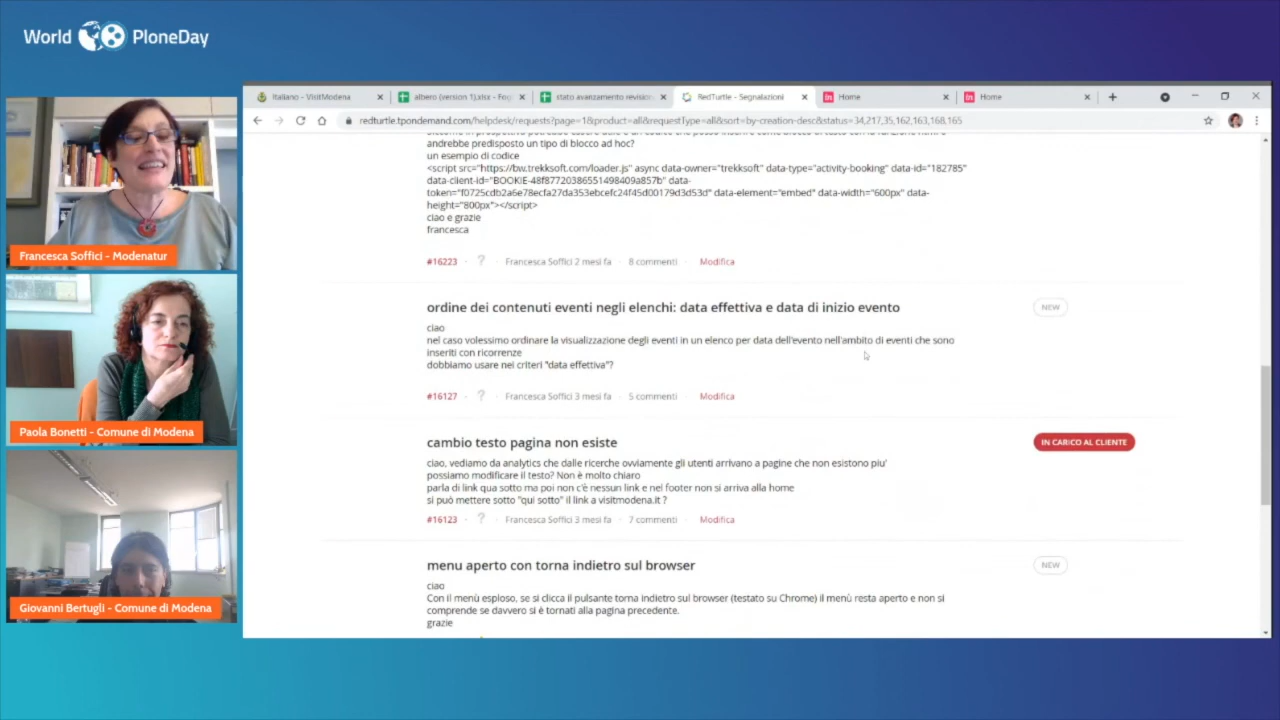 World PloneDay
Italiano - VisitModena
albero (version 1).xlsx - Fog
stato avanzamento revision
RedTurtle - Segnalazioni
Home
Home
redturtle.tpondemand.com/helpdesk/requests?page=1&product=all&requestType=all&sort=by-creation-desc&status=34,217,35,162,163,168,165
andrebbe predisposto un tipo di blocco ad hoc?
un esempio di codice
<script src="https://bw.trekksoft.com/loader.js" async data-owner="trekksoft" data-type="activity-booking" data-id="182785"
data-client-id="BOOKIE-48f87720386551498409a857b" data-
token="f0725cdb2a6e78ecfa27da353ebcefc24f45d00179d3d53d" data-element="embed" data-width="600px" data-
height="800px"></script>
ciao e grazie
francesca
#16223 · ? · Francesca Soffici 2 mesi fa · 8 commenti · Modifica
ordine dei contenuti eventi negli elenchi: data effettiva e data di inizio evento
NEW
ciao
nel caso volessimo ordinare la visualizzazione degli eventi in un elenco per data dell'evento nell'ambito di eventi che sono
inseriti con ricorrenze
dobbiamo usare nei criteri "data effettiva"?
#16127 · ? · Francesca Soffici 3 mesi fa · 5 commenti · Modifica
cambio testo pagina non esiste
IN CARICO AL CLIENTE
ciao, vediamo da analytics che dalle ricerche ovviamente gli utenti arrivano a pagine che non esistono piu'
possiamo modificare il testo? Non è molto chiaro
parla di link qua sotto ma poi non c'è nessun link e nel footer non si arriva alla home
si può mettere sotto "qui sotto" il link a visitmodena.it ?
#16123 · ? · Francesca Soffici 3 mesi fa · 7 commenti · Modifica
menu aperto con torna indietro sul browser
NEW
ciao
Con il menù esploso, se si clicca il pulsante torna indietro sul browser (testato su Chrome) il menù resta aperto e non si
comprende se davvero si è tornati alla pagina precedente.
grazie
Francesca Soffici - Modenatur
Paola Bonetti - Comune di Modena
Giovanni Bertugli - Comune di Modena